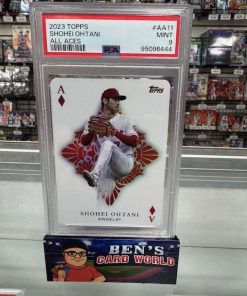 2023 TOPPS #AA11
SHOHEI OHTANI MINT
ALL ACES 9
PSA 95096444
A
Topps
SHOHEI OHTANI
ANGELS
A
BEN'S
CARD WORLD